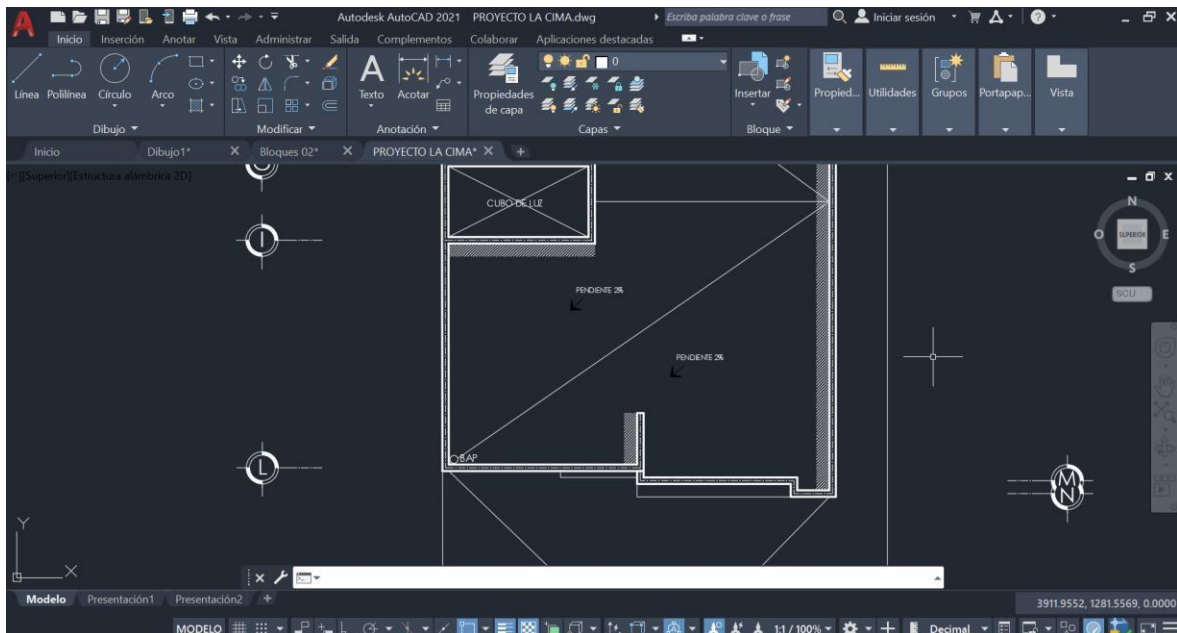 Autodesk AutoCAD 2021 PROYECTO LA CIMA.dwg Escriba palabra clave o frase Iniciar sesión
Inicio Inserción Anotar Vista Administrar Salida Complementos Colaborar Aplicaciones destacadas
0
Línea Polilínea Círculo Arco Texto Acotar Propiedades de capa Insertar Propied... Utilidades Grupos Portapap... Vista
Dibujo Modificar Anotación Capas Bloque
Inicio Dibujo1* Bloques 02* PROYECTO LA CIMA*
[-][Superior][Estructura alámbrica 2D]
N
CUBO DE LUZ
I
O SUPERIOR E
S
PENDIENTE 2%
SCU
PENDIENTE 2%
BAP
L
M
N
Y
X
Modelo Presentación1 Presentación2 +
3911.9552, 1281.5569, 0.0000
MODELO 1:1 / 100% Decimal